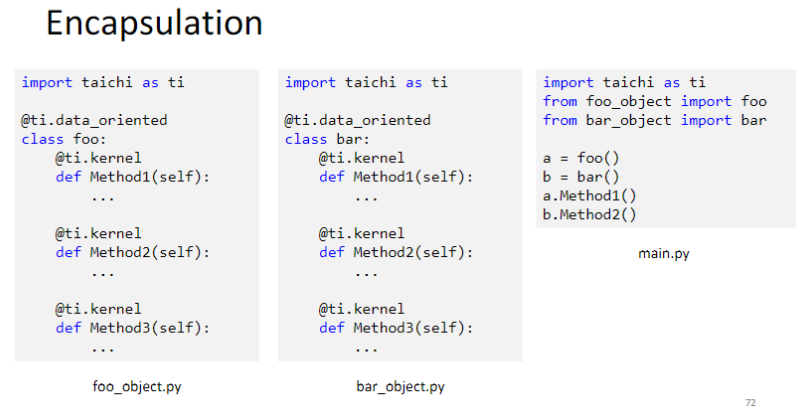 Encapsulation
import taichi as ti
@ti.data_oriented
class foo:
    @ti.kernel
    def Method1(self):
        ...
    @ti.kernel
    def Method2(self):
        ...
    @ti.kernel
    def Method3(self):
        ...
foo_object.py
import taichi as ti
@ti.data_oriented
class bar:
    @ti.kernel
    def Method1(self):
        ...
    @ti.kernel
    def Method2(self):
        ...
    @ti.kernel
    def Method3(self):
        ...
bar_object.py
import taichi as ti
from foo_object import foo
from bar_object import bar
a = foo()
b = bar()
a.Method1()
b.Method2()
main.py
72